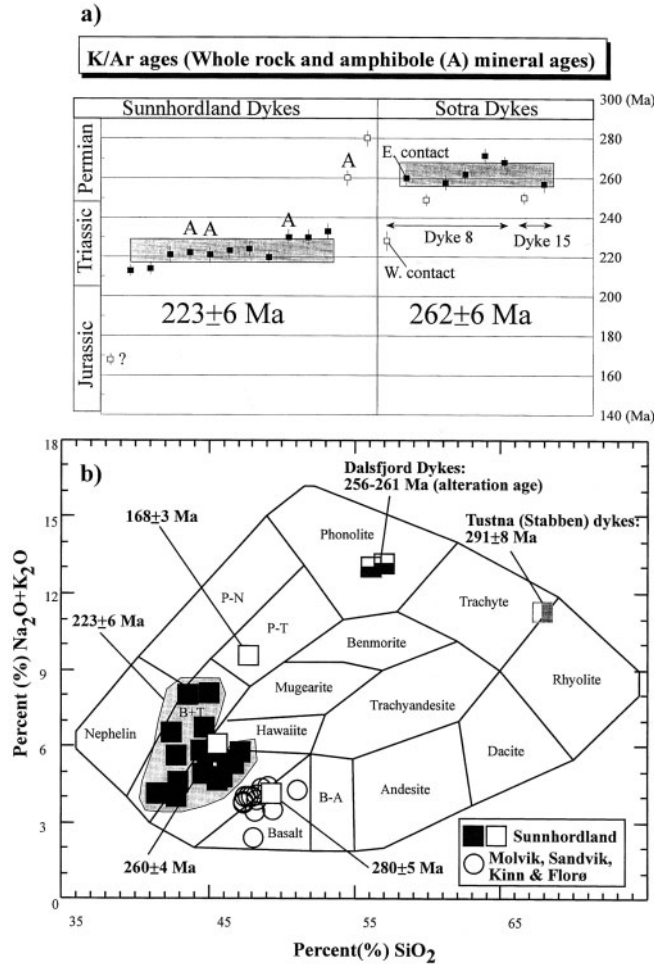 a)
K/Ar ages (Whole rock and amphibole (A) mineral ages)
Sunnhordland Dykes
Sotra Dykes
300 (Ma)
280
260
240
220
200
180
160
140 (Ma)
Permian
Triassic
Jurassic
A
A A
A
E. contact
Dyke 8
Dyke 15
W. contact
223±6 Ma
262±6 Ma
?
b)
18
15
12
9
6
3
0
Percent (%) Na2O+K2O
Dalsfjord Dykes:
256-261 Ma (alteration age)
168±3 Ma
Tustna (Stabben) dykes:
291±8 Ma
Phonolite
P-N
223±6 Ma
P-T
Trachyte
Benmorite
Rhyolite
Mugearite
B+T
Trachyandesite
Nephelin
Hawaiite
Dacite
B-A
Andesite
Basalt
260±4 Ma
280±5 Ma
Sunnhordland
Molvik, Sandvik,
Kinn & Florø
35
45
55
65
Percent(%) SiO2